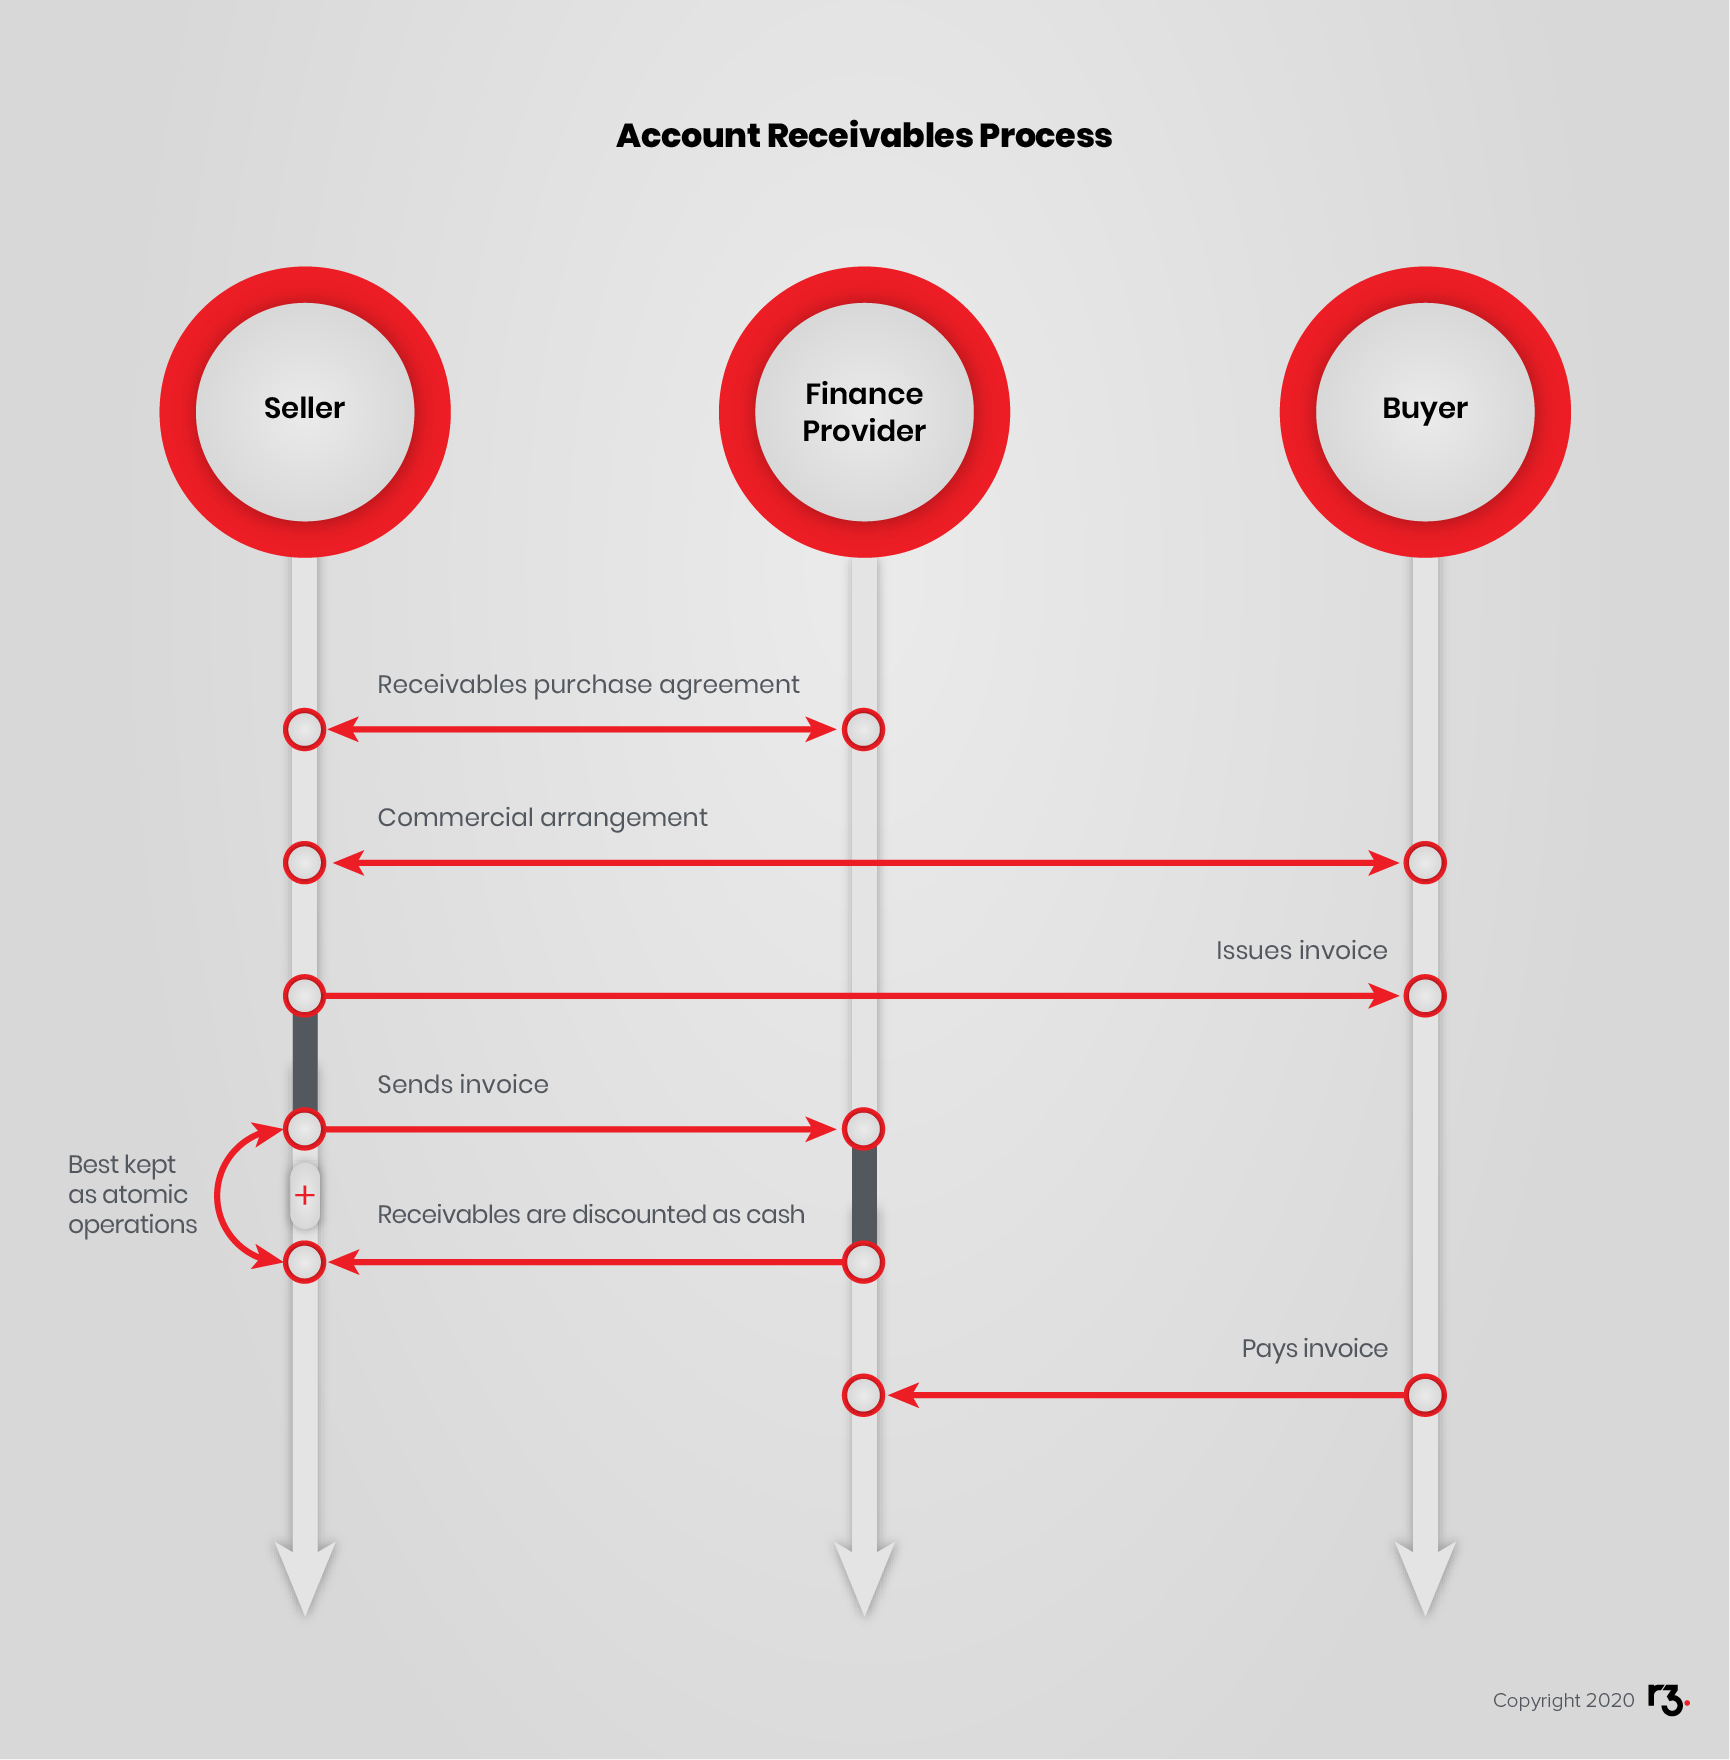 Account Receivables Process
Seller
Finance
Provider
Buyer
Receivables purchase agreement
Commercial arrangement
Issues invoice
Sends invoice
Best kept
as atomic
operations
+
Receivables are discounted as cash
Pays invoice
Copyright 2020 r3.